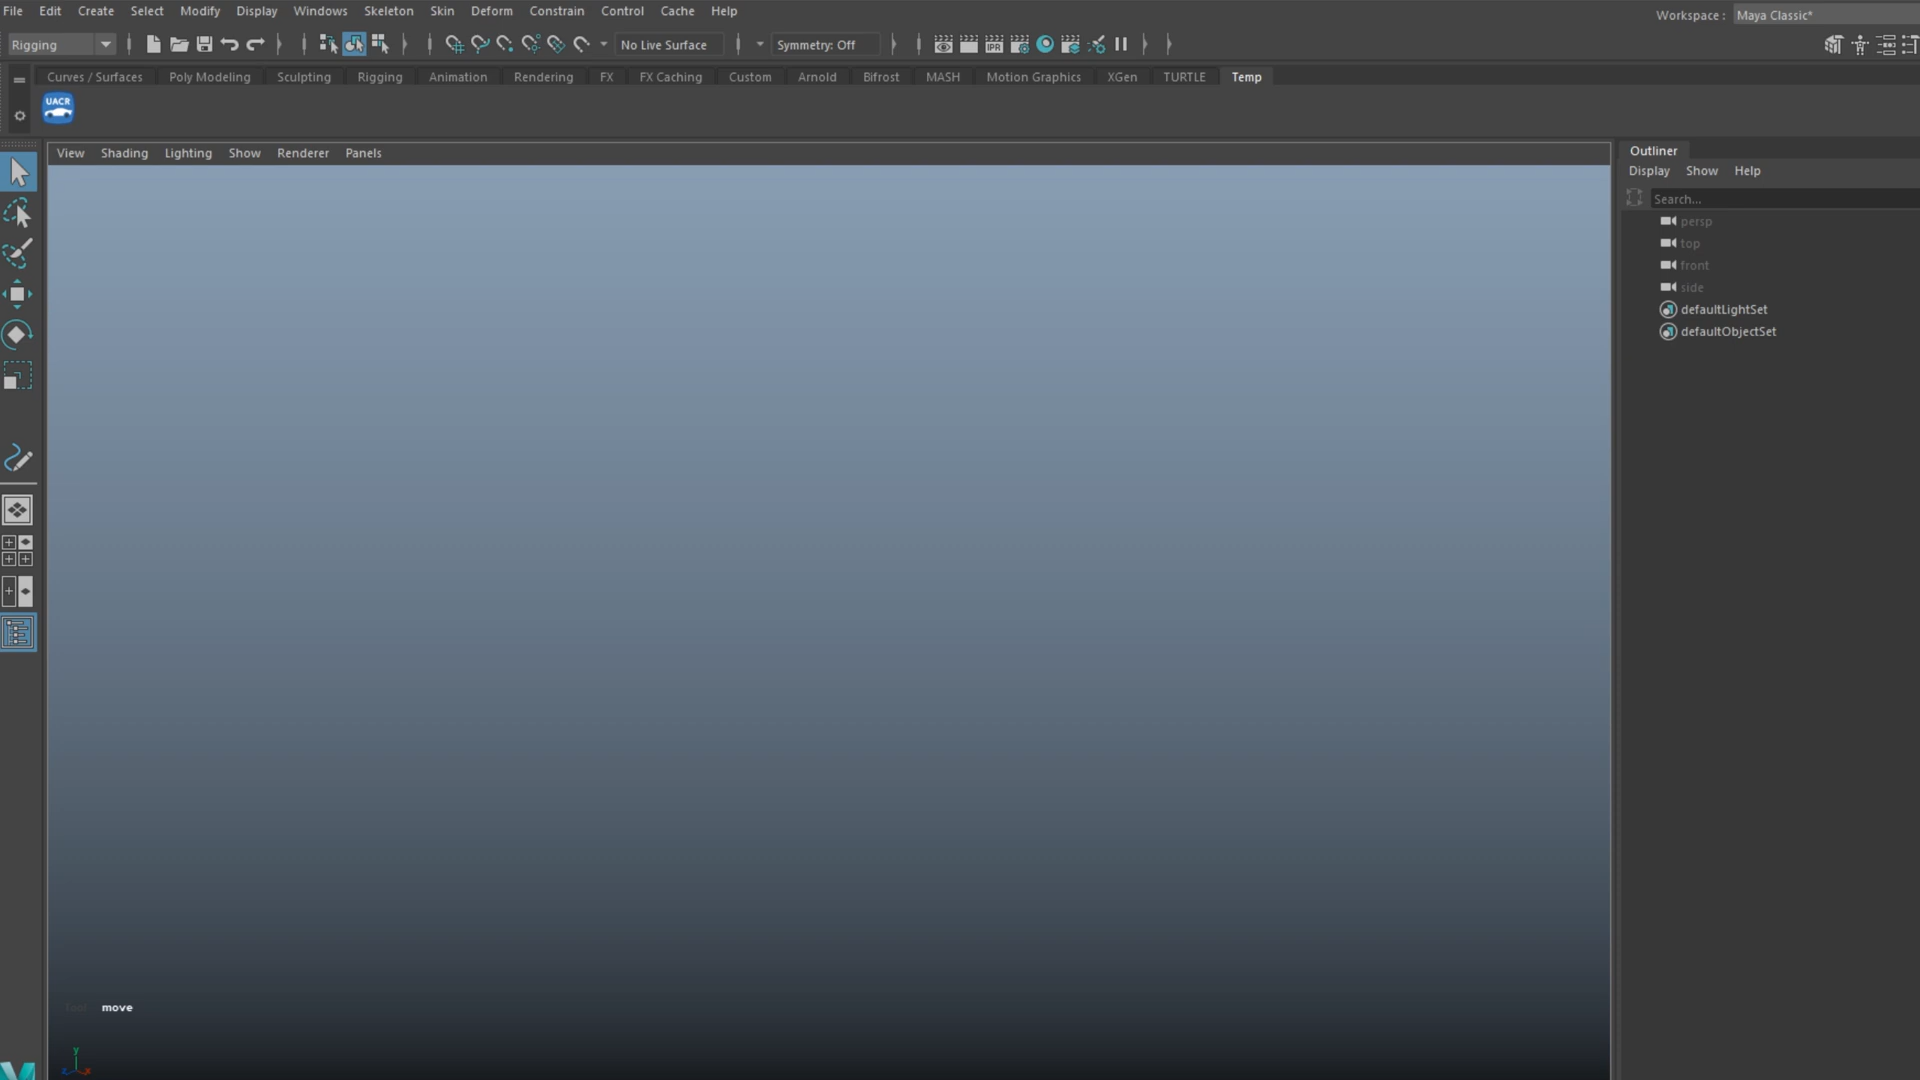 File Edit Create Select Modify Display Windows Skeleton Skin Deform Constrain Control Cache Help
Workspace : Maya Classic*
Rigging No Live Surface Symmetry: Off IPR
Curves / Surfaces Poly Modeling Sculpting Rigging Animation Rendering FX FX Caching Custom Arnold Bifrost MASH Motion Graphics XGen TURTLE Temp
UACR
View Shading Lighting Show Renderer Panels
Outliner
Display Show Help
Search...
persp
top
front
side
defaultLightSet
defaultObjectSet
move
y
z x